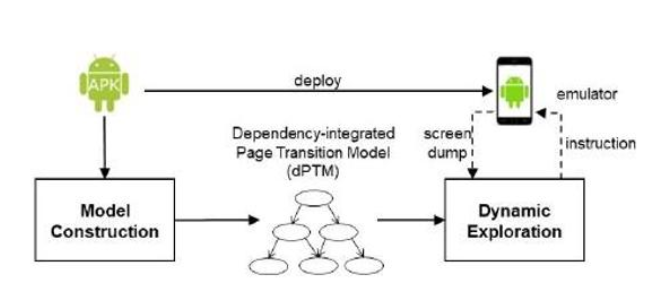 APK
deploy
emulator
Dependency-integrated
Page Transition Model
(dPTM)
screen
dump
instruction
Model
Construction
Dynamic
Exploration